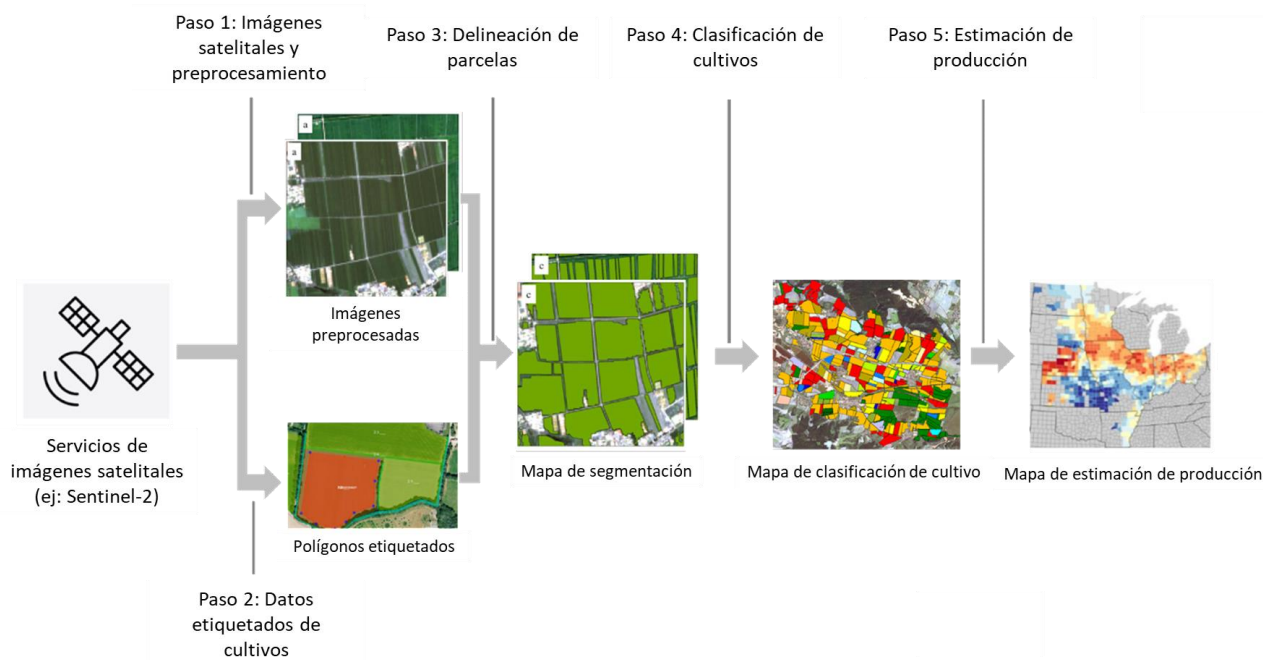 Paso 1: Imágenes
satelitales y
preprocesamiento
Paso 3: Delineación de
parcelas
Paso 4: Clasificación de
cultivos
Paso 5: Estimación de
producción
a
a
Imágenes
preprocesadas
c
c
Servicios de
imágenes satelitales
(ej: Sentinel-2)
Mapa de segmentación
Mapa de clasificación de cultivo
Mapa de estimación de producción
Polígonos etiquetados
Paso 2: Datos
etiquetados de
cultivos